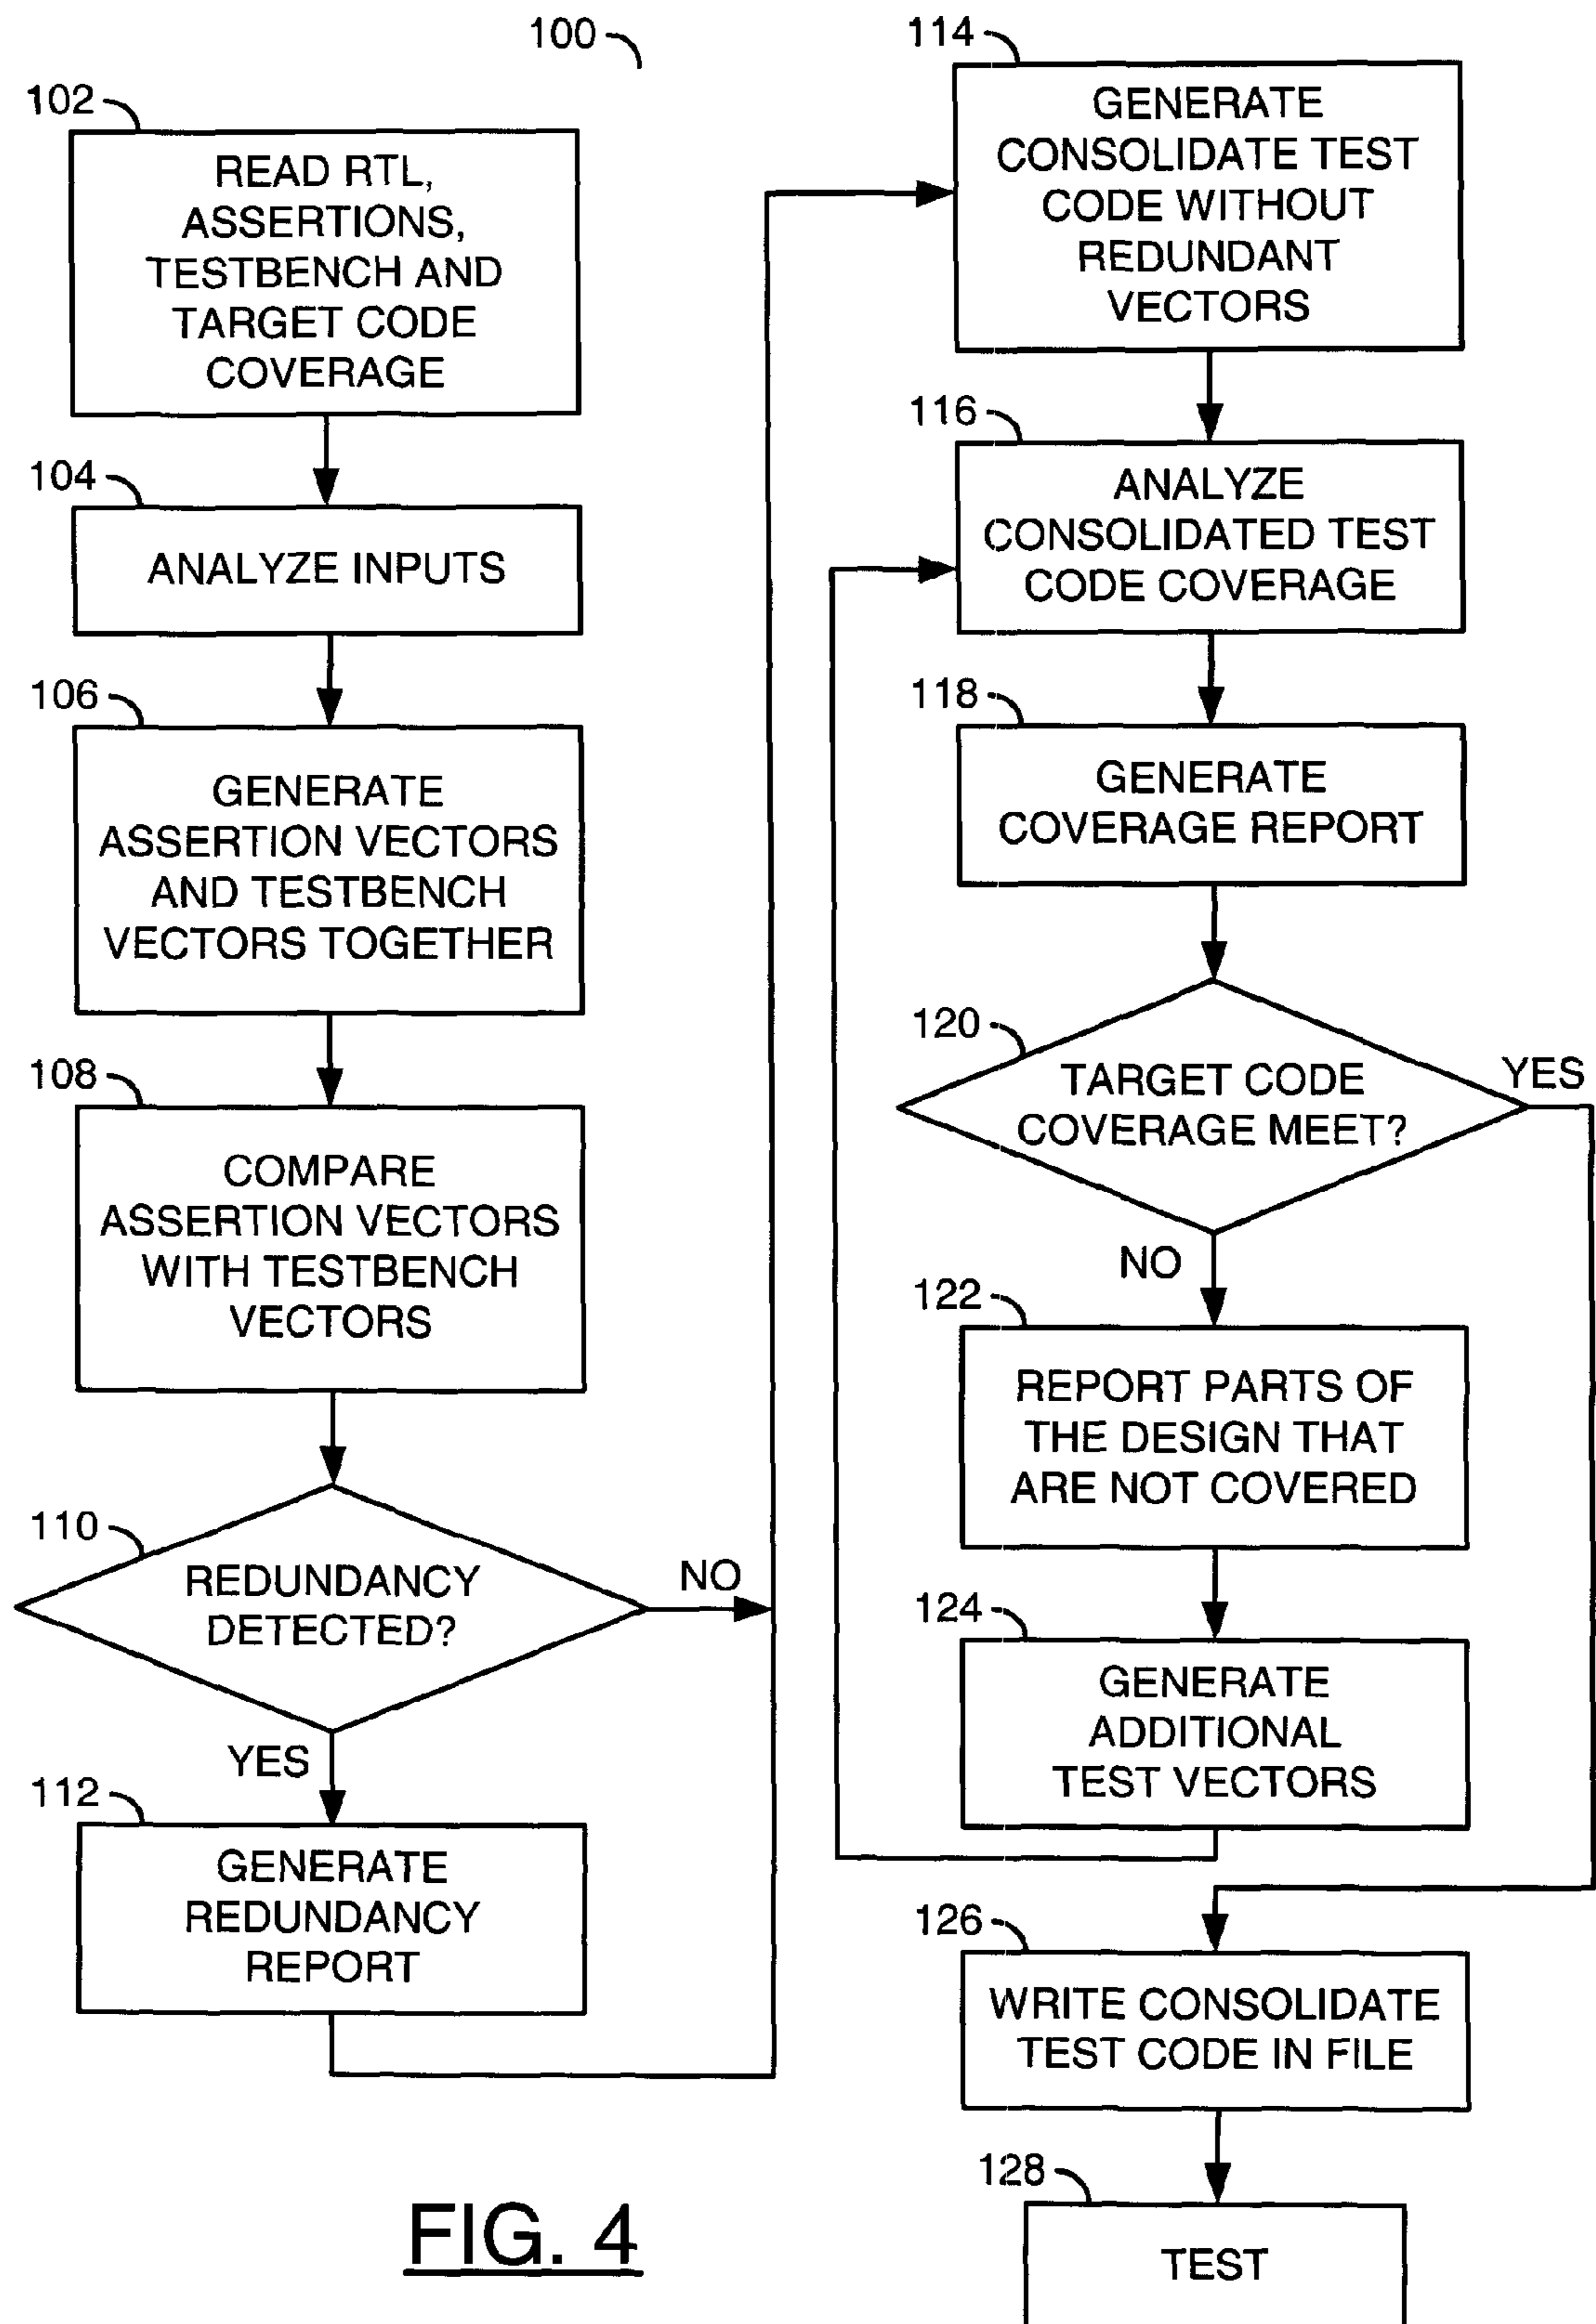 100
102
READ RTL,
ASSERTIONS,
TESTBENCH AND
TARGET CODE
COVERAGE
104
ANALYZE INPUTS
106
GENERATE
ASSERTION VECTORS
AND TESTBENCH
VECTORS TOGETHER
108
COMPARE
ASSERTION VECTORS
WITH TESTBENCH
VECTORS
110
REDUNDANCY
DETECTED?
NO
YES
112
GENERATE
REDUNDANCY
REPORT
114
GENERATE
CONSOLIDATE TEST
CODE WITHOUT
REDUNDANT
VECTORS
116
ANALYZE
CONSOLIDATED TEST
CODE COVERAGE
118
GENERATE
COVERAGE REPORT
120
TARGET CODE
COVERAGE MEET?
YES
NO
122
REPORT PARTS OF
THE DESIGN THAT
ARE NOT COVERED
124
GENERATE
ADDITIONAL
TEST VECTORS
126
WRITE CONSOLIDATE
TEST CODE IN FILE
128
TEST
FIG. 4